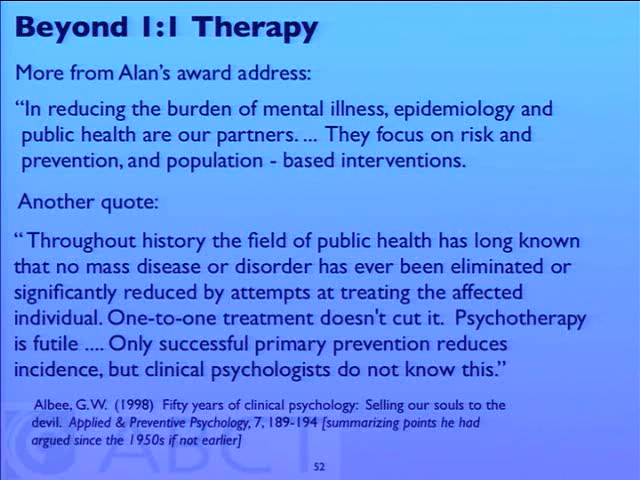 Beyond 1:1 Therapy
More from Alan's award address:
"In reducing the burden of mental illness, epidemiology and
public health are our partners. ... They focus on risk and
prevention, and population - based interventions.
Another quote:
" Throughout history the field of public health has long known
that no mass disease or disorder has ever been eliminated or
significantly reduced by attempts at treating the affected
individual. One-to-one treatment doesn't cut it. Psychotherapy
is futile .... Only successful primary prevention reduces
incidence, but clinical psychologists do not know this."
Albee, G.W. (1998) Fifty years of clinical psychology: Selling our souls to the
devil. Applied & Preventive Psychology, 7, 189-194 [summarizing points he had
argued since the 1950s if not earlier]
ABCT
52